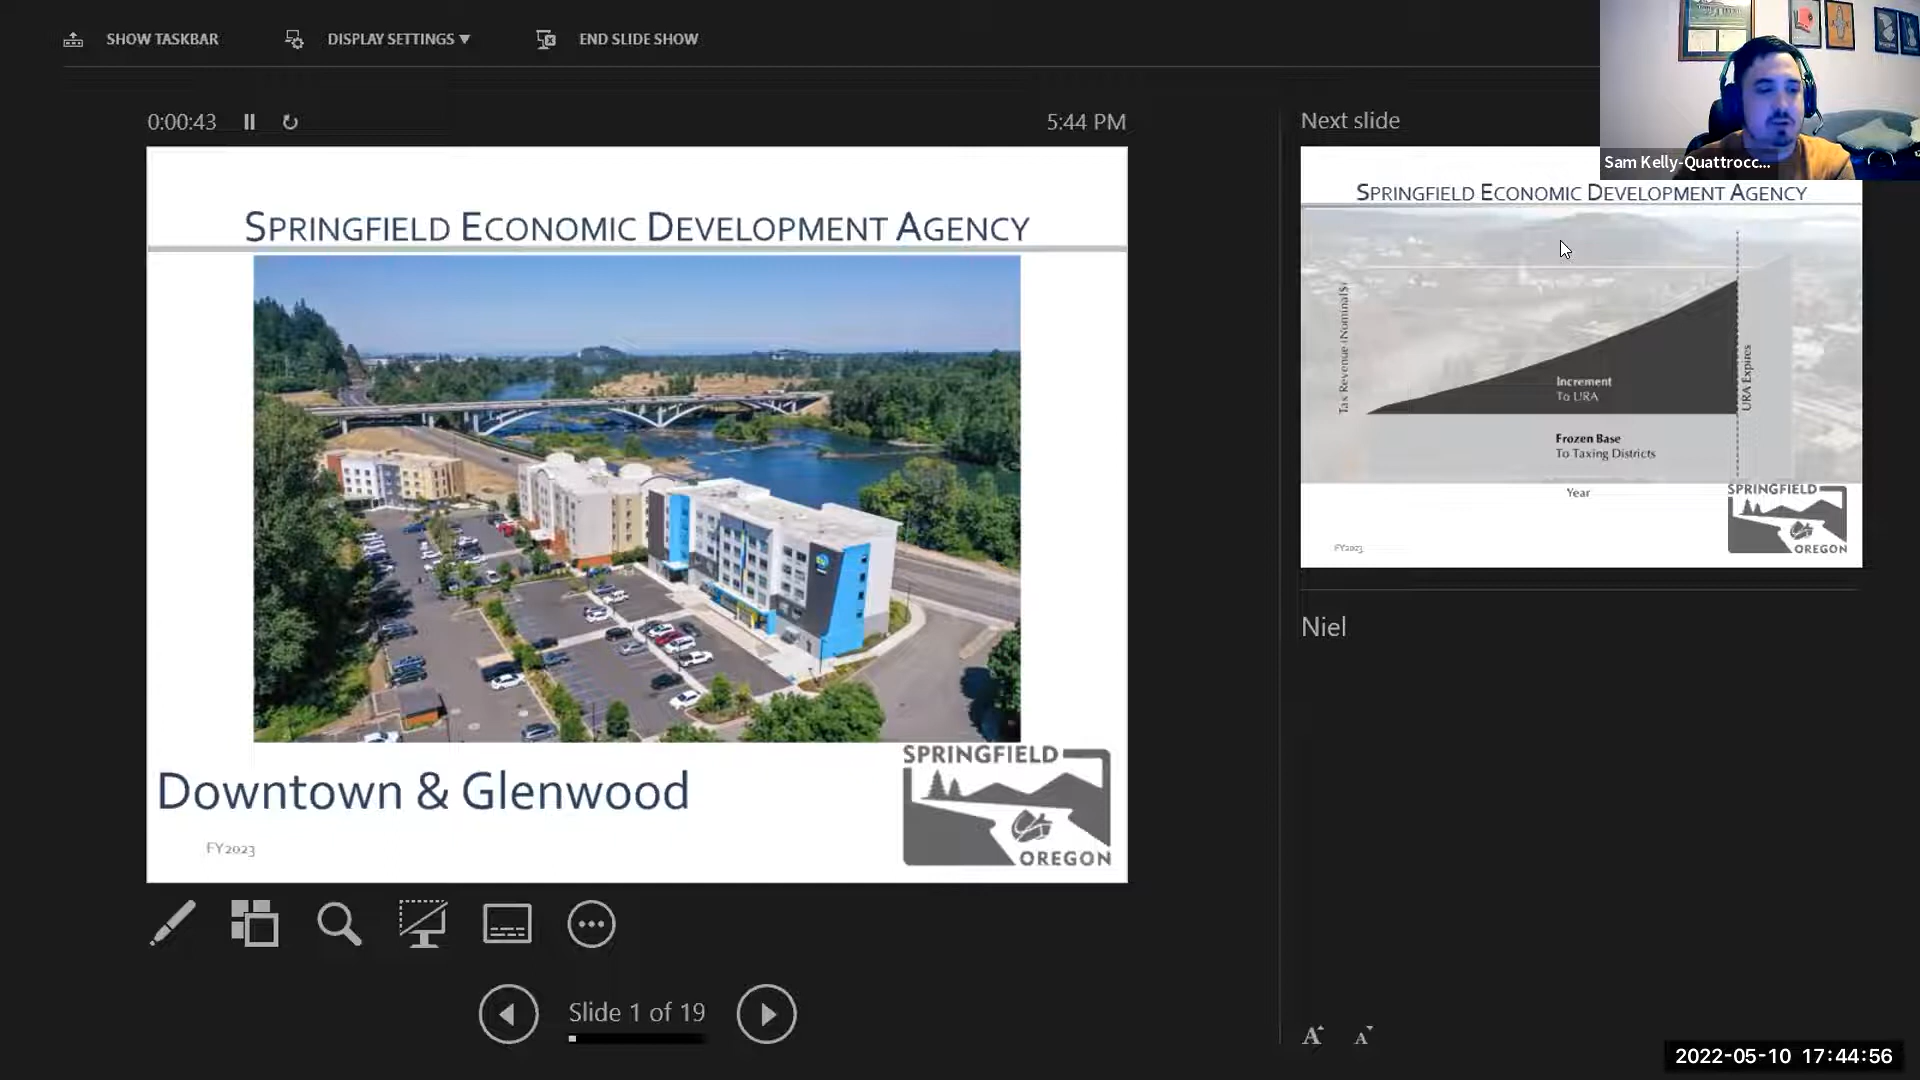 SHOW TASKBAR
DISPLAY SETTINGS ▼
END SLIDE SHOW
0:00:43
5:44 PM
SPRINGFIELD ECONOMIC DEVELOPMENT AGENCY
Downtown & Glenwood
FY2023
SPRINGFIELD
OREGON
Slide 1 of 19
Next slide
Sam Kelly-Quattrocc...
SPRINGFIELD ECONOMIC DEVELOPMENT AGENCY
Tax Revenue (Nominal $)
Increment
To URA
URA Expires
Frozen Base
To Taxing Districts
Year
SPRINGFIELD
OREGON
FY2023
Niel
A A
2022-05-10 17:44:56